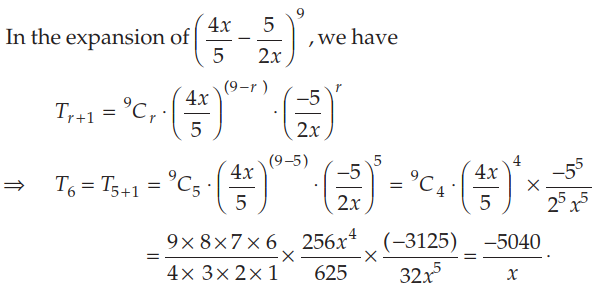 In the expansion of (4x/5 − 5/2x)^9, we have
T_{r+1} = ^9C_r · (4x/5)^{(9−r)} · (−5/2x)^r
⇒ T_6 = T_{5+1} = ^9C_5 · (4x/5)^{(9−5)} · (−5/2x)^5 = ^9C_4 · (4x/5)^4 × −5^5/2^5 x^5
= 9×8×7×6/4×3×2×1 × 256x^4/625 × (−3125)/32x^5 = −5040/x ·